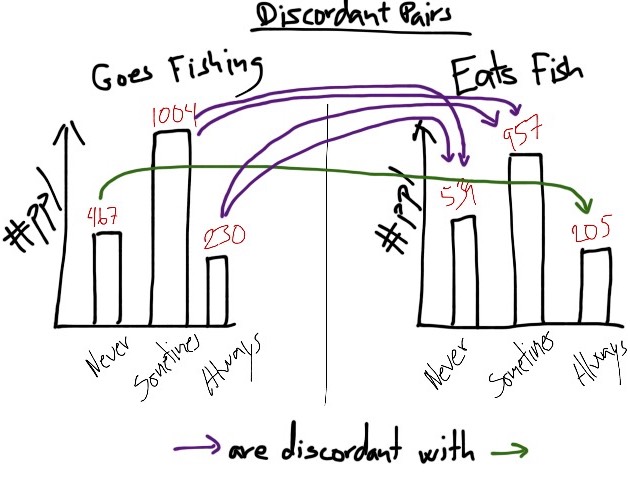 Discordant Pairs
Goes Fishing
Eats Fish
1004
957
467
230
539
205
#ppl
#ppl
Never
Sometimes
Always
Never
Sometimes
Always
are discordant with